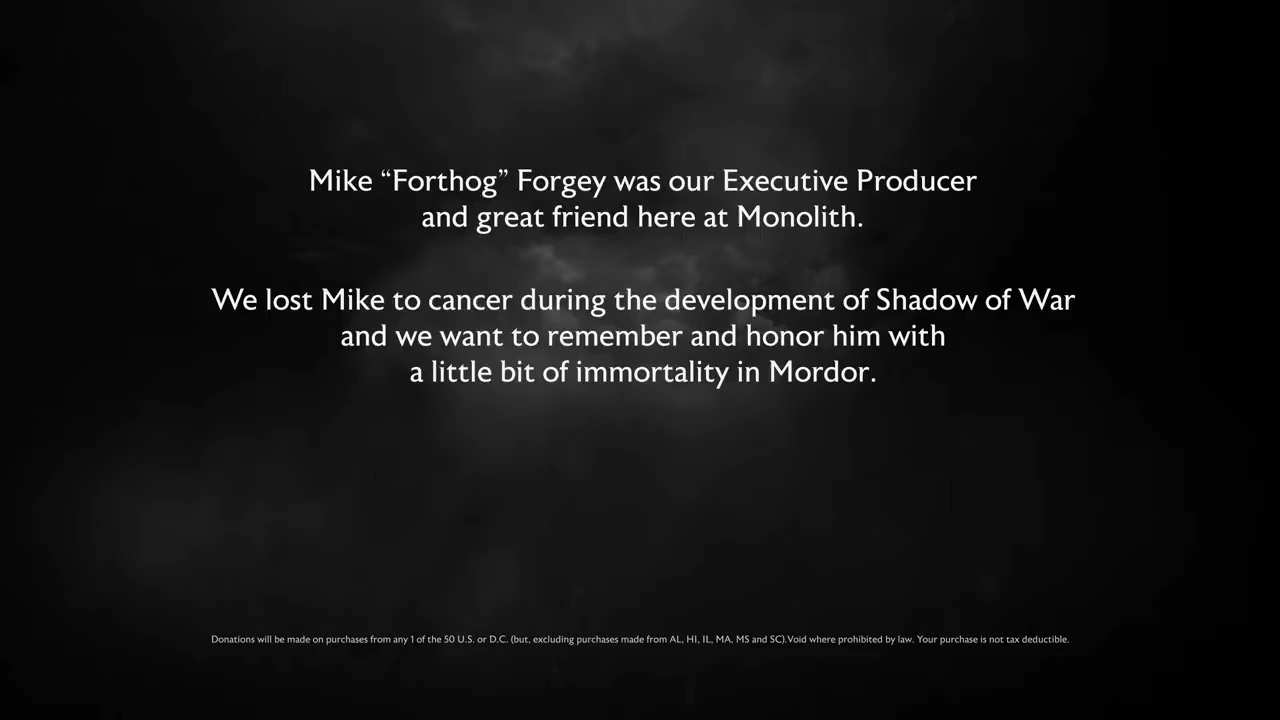 Mike “Forthog” Forgey was our Executive Producer
and great friend here at Monolith.
We lost Mike to cancer during the development of Shadow of War
and we want to remember and honor him with
a little bit of immortality in Mordor.
Donations will be made on purchases from any 1 of the 50 U.S. or D.C. (but, excluding purchases made from AL, HI, IL, MA, MS and SC).Void where prohibited by law. Your purchase is not tax deductible.